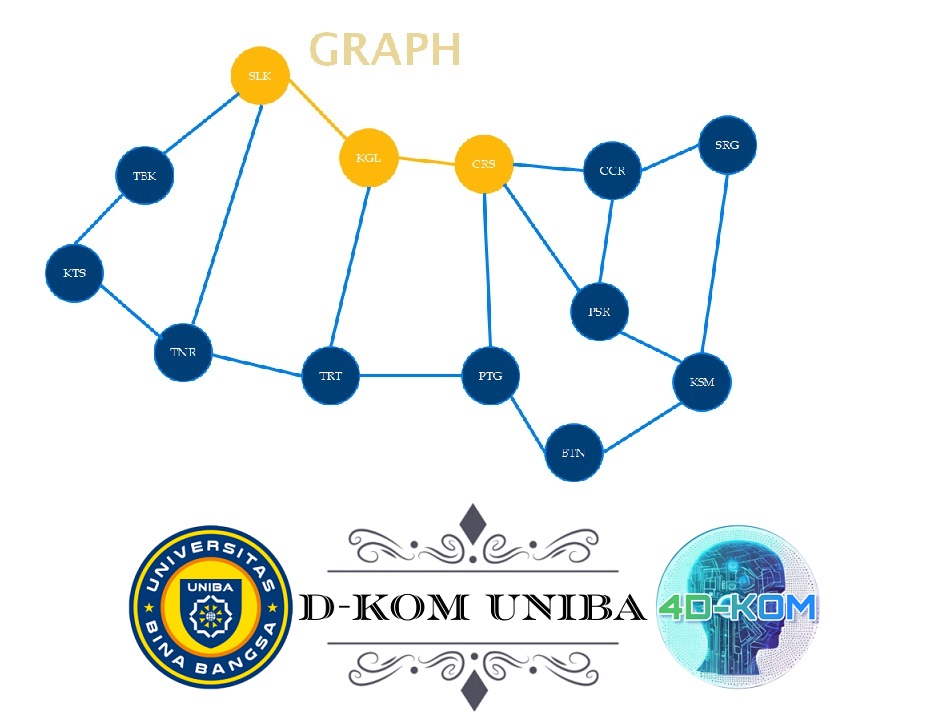 GRAPH
SLK
KGL
CRS
CCR
SRG
TBK
KTS
PSR
TNR
TRT
PTG
KSM
BTN
UNIVERSITAS
UNIBA
BINA BANGSA
D-KOM UNIBA
4D-KOM